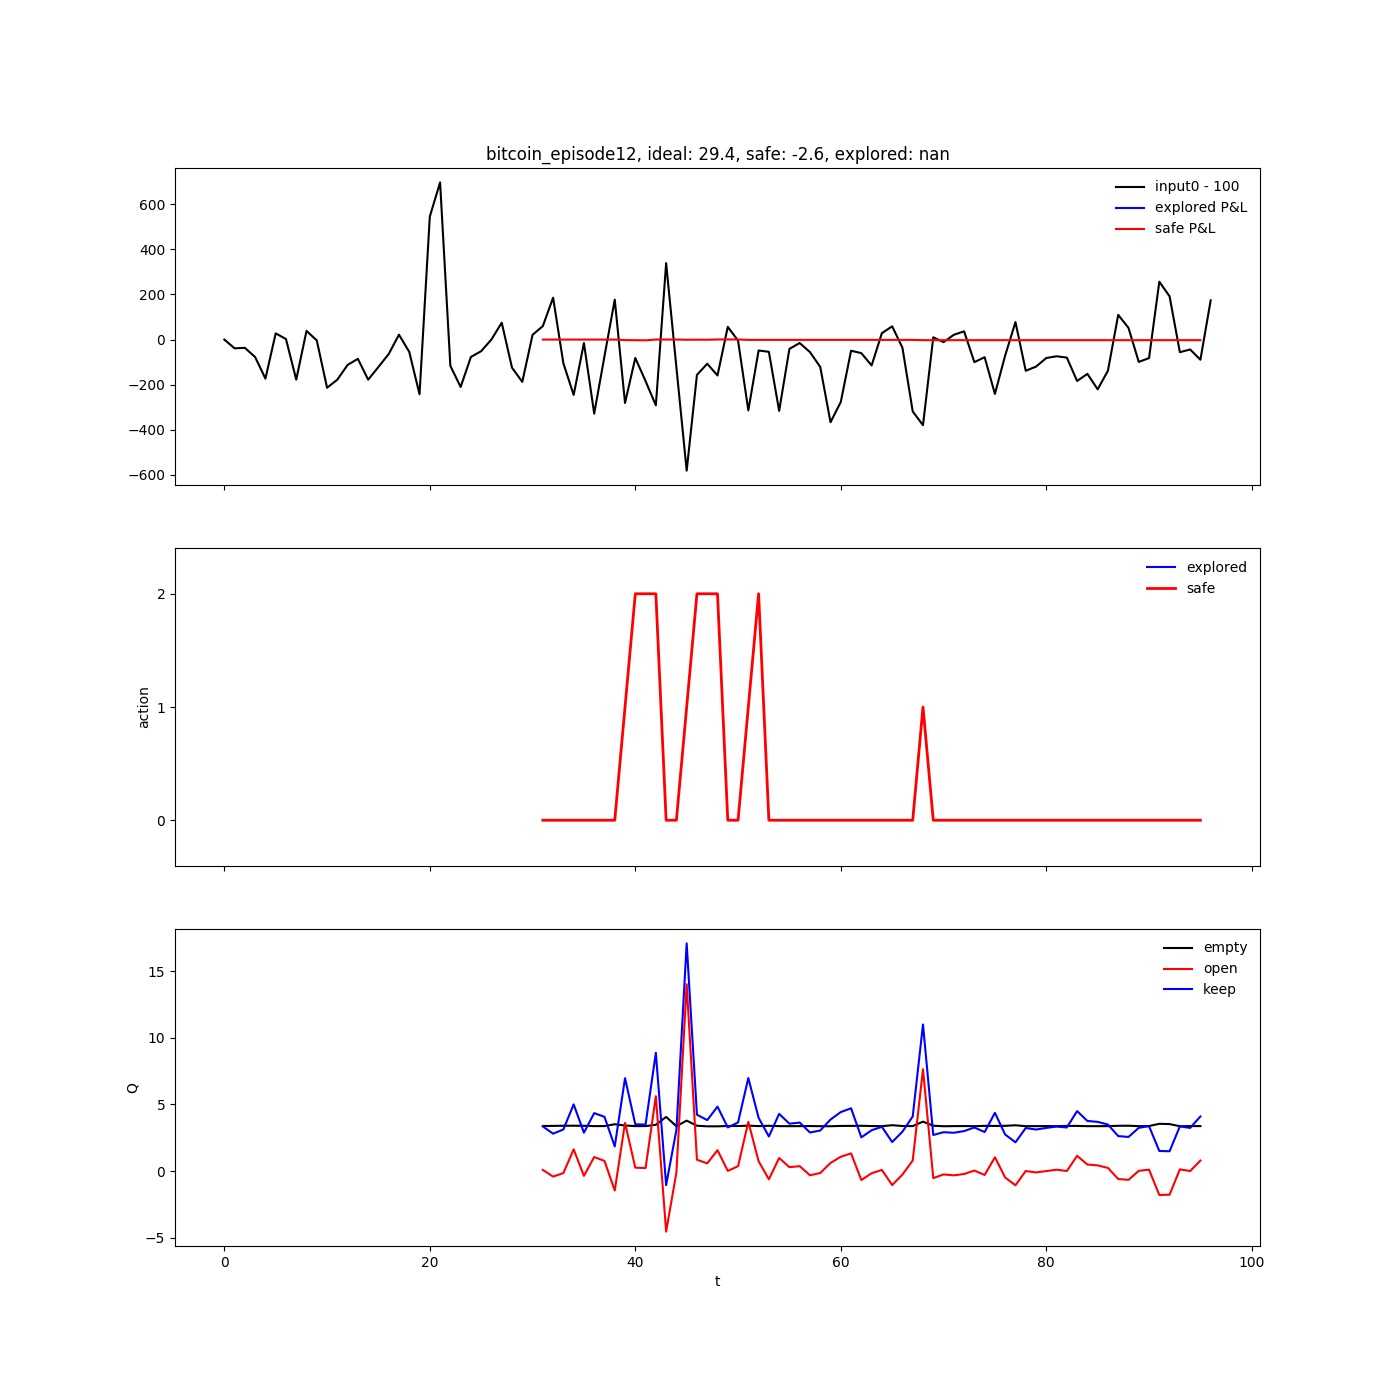 bitcoin_episode12, ideal: 29.4, safe: -2.6, explored: nan
input0 - 100
explored P&L
safe P&L
600
400
200
0
−200
−400
−600
explored
safe
2
1
0
action
empty
open
keep
15
10
5
0
−5
Q
0 20 40 60 80 100
t